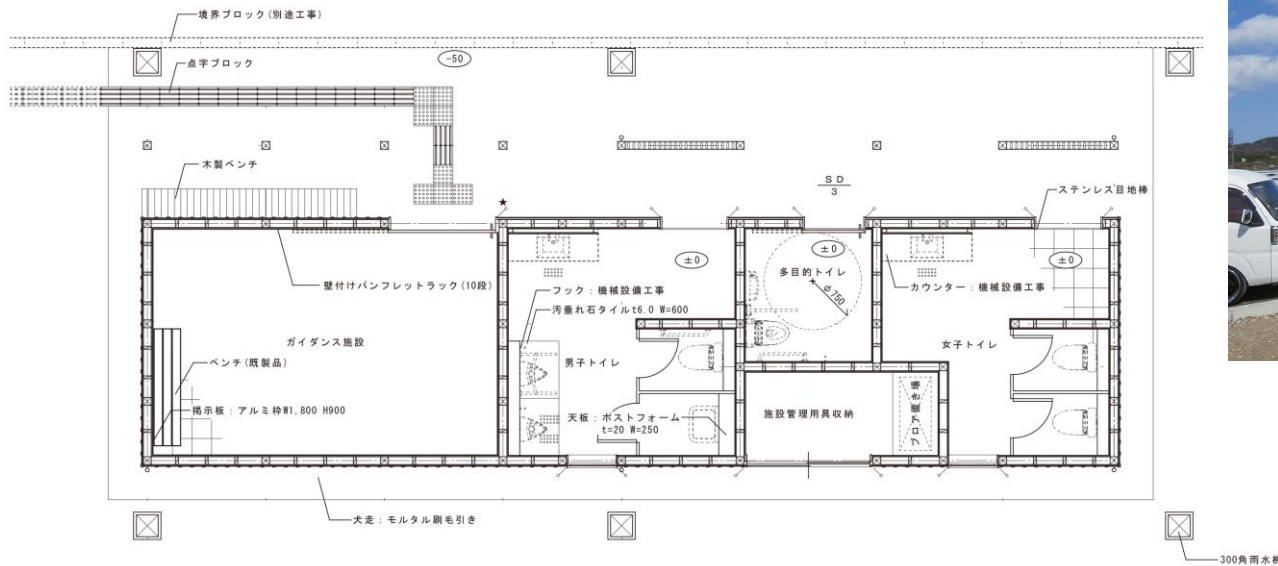 境界ブロック(別途工事)
点字ブロック
-50
木製ベンチ
SD
3
ステンレス目地棒
★
±0
±0
±0
多目的トイレ
φ1750
壁付けパンフレットラック(10段)
フック:機械設備工事
汚垂れ石タイルt6.0 W=600
カウンター:機械設備工事
ガイダンス施設
男子トイレ
女子トイレ
ベンチ(既製品)
掲示板:アルミ枠W1,800 H900
天板:ポストフォーム
t=20 W=250
施設管理用具収納
ブロア置き場
犬走:モルタル刷毛引き
300角雨水桝